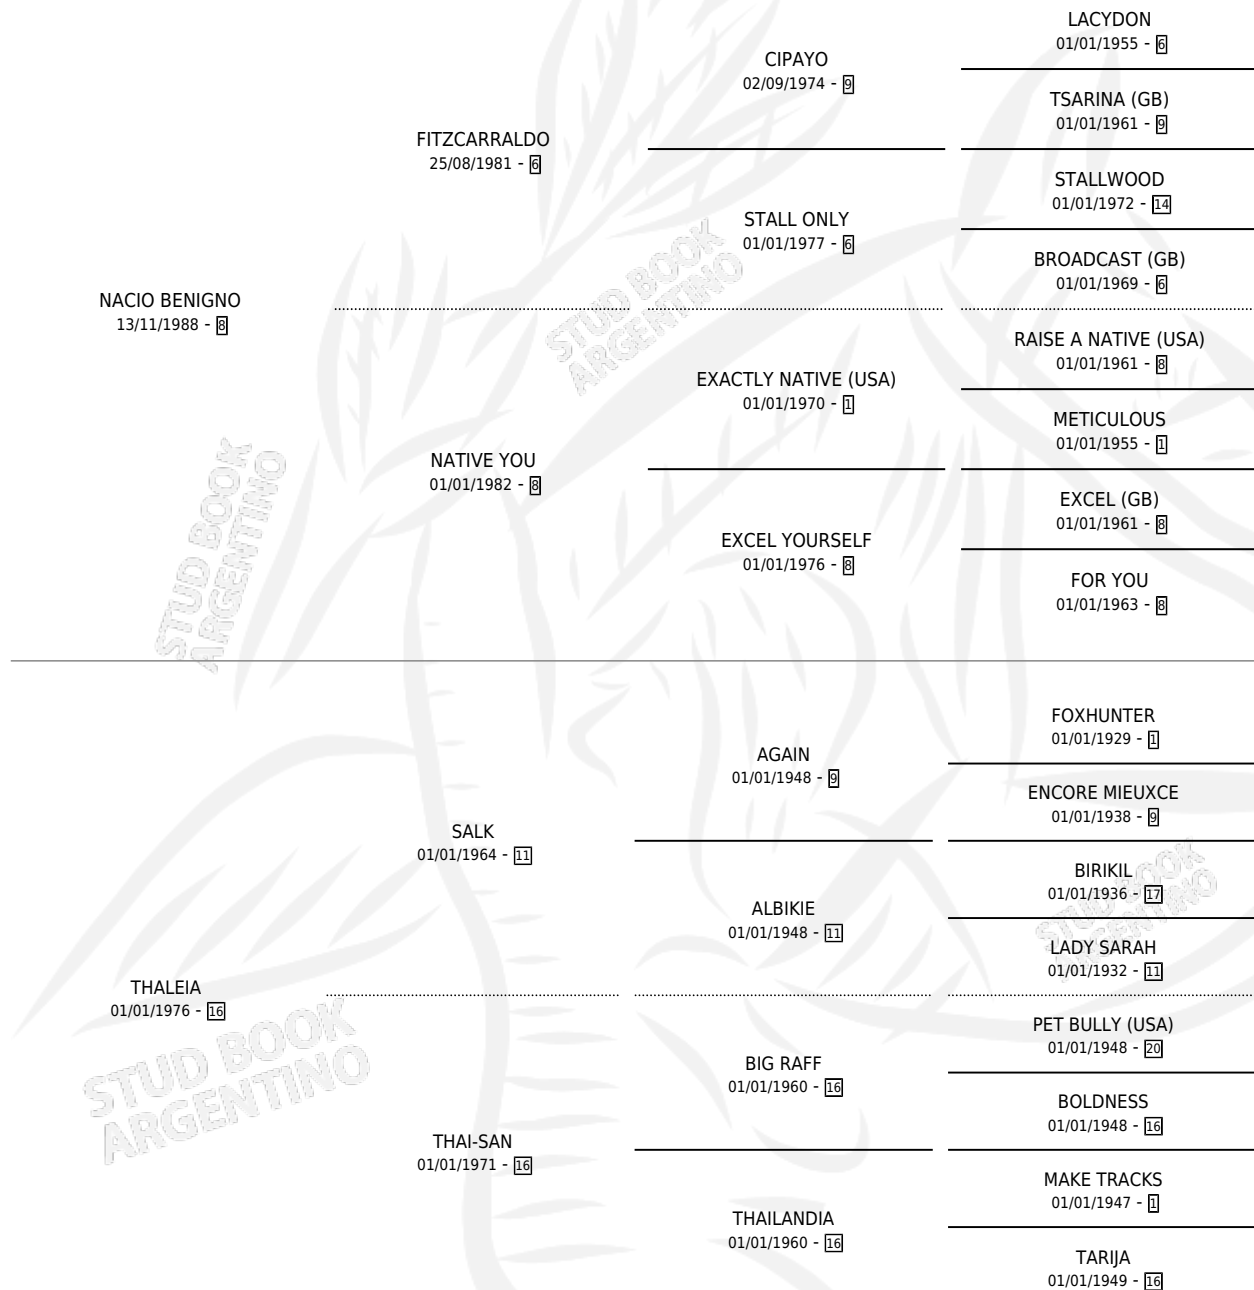 NACIO BENIGNO
13/11/1988 - 8
FITZCARRALDO
25/08/1981 - 6
CIPAYO
02/09/1974 - 9
LACYDON
01/01/1955 - 6
TSARINA (GB)
01/01/1961 - 9
STALL ONLY
01/01/1977 - 6
STALLWOOD
01/01/1972 - 14
BROADCAST (GB)
01/01/1969 - 6
NATIVE YOU
01/01/1982 - 8
EXACTLY NATIVE (USA)
01/01/1970 - 1
RAISE A NATIVE (USA)
01/01/1961 - 8
METICULOUS
01/01/1955 - 1
EXCEL YOURSELF
01/01/1976 - 8
EXCEL (GB)
01/01/1961 - 8
FOR YOU
01/01/1963 - 8
THALEIA
01/01/1976 - 16
SALK
01/01/1964 - 11
AGAIN
01/01/1948 - 9
FOXHUNTER
01/01/1929 - 1
ENCORE MIEUXCE
01/01/1938 - 9
ALBIKIE
01/01/1948 - 11
BIRIKIL
01/01/1936 - 17
LADY SARAH
01/01/1932 - 11
THAI-SAN
01/01/1971 - 16
BIG RAFF
01/01/1960 - 16
PET BULLY (USA)
01/01/1948 - 20
BOLDNESS
01/01/1948 - 16
THAILANDIA
01/01/1960 - 16
MAKE TRACKS
01/01/1947 - 1
TARIJA
01/01/1949 - 16
STUD BOOK
ARGENTINO
STUD BOOK
ARGENTINO
STUD BOOK
ARGENTINO
STUD BOOK
ARGENTINO